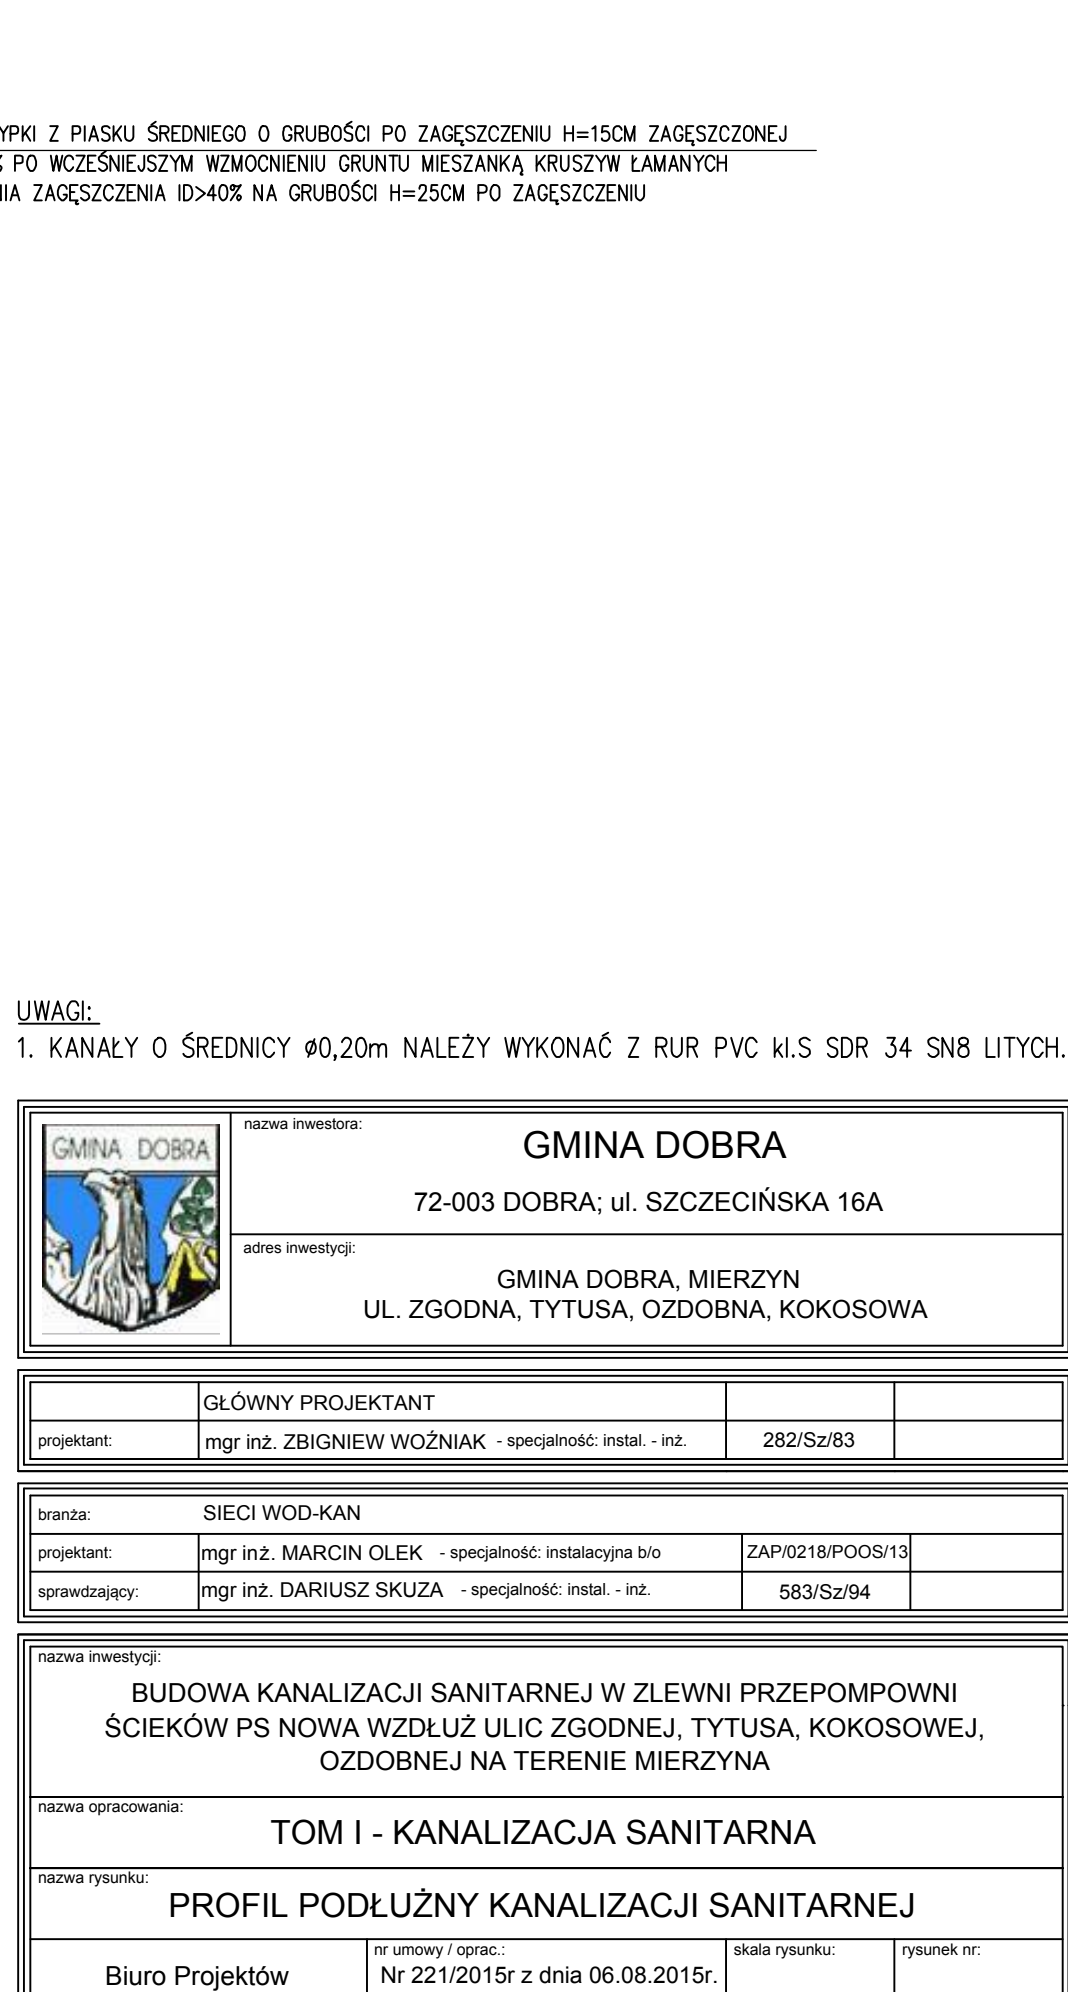 YPKI Z PIASKU ŚREDNIEGO O GRUBOŚCI PO ZAGĘSZCZENIU H=15CM ZAGĘSZCZONEJ
% PO WCZEŚNIEJSZYM WZMOCNIENIU GRUNTU MIESZANKĄ KRUSZYW ŁAMANYCH
NIA ZAGĘSZCZENIA ID>40% NA GRUBOŚCI H=25CM PO ZAGĘSZCZENIU
UWAGI:
1. KANAŁY O ŚREDNICY ø0,20m NALEŻY WYKONAĆ Z RUR PVC kl.S SDR 34 SN8 LITYCH.
GMINA DOBRA
nazwa inwestora:
GMINA DOBRA
72-003 DOBRA; ul. SZCZECIŃSKA 16A
adres inwestycji:
GMINA DOBRA, MIERZYN
UL. ZGODNA, TYTUSA, OZDOBNA, KOKOSOWA
GŁÓWNY PROJEKTANT
projektant: mgr inż. ZBIGNIEW WOŹNIAK - specjalność: instal. - inż. 282/Sz/83
branża: SIECI WOD-KAN
projektant: mgr inż. MARCIN OLEK - specjalność: instalacyjna b/o ZAP/0218/POOS/13
sprawdzający: mgr inż. DARIUSZ SKUZA - specjalność: instal. - inż. 583/Sz/94
nazwa inwestycji:
BUDOWA KANALIZACJI SANITARNEJ W ZLEWNI PRZEPOMPOWNI
ŚCIEKÓW PS NOWA WZDŁUŻ ULIC ZGODNEJ, TYTUSA, KOKOSOWEJ,
OZDOBNEJ NA TERENIE MIERZYNA
nazwa opracowania:
TOM I - KANALIZACJA SANITARNA
nazwa rysunku:
PROFIL PODŁUŻNY KANALIZACJI SANITARNEJ
nr umowy / oprac.: skala rysunku: rysunek nr:
Biuro Projektów Nr 221/2015r z dnia 06.08.2015r.